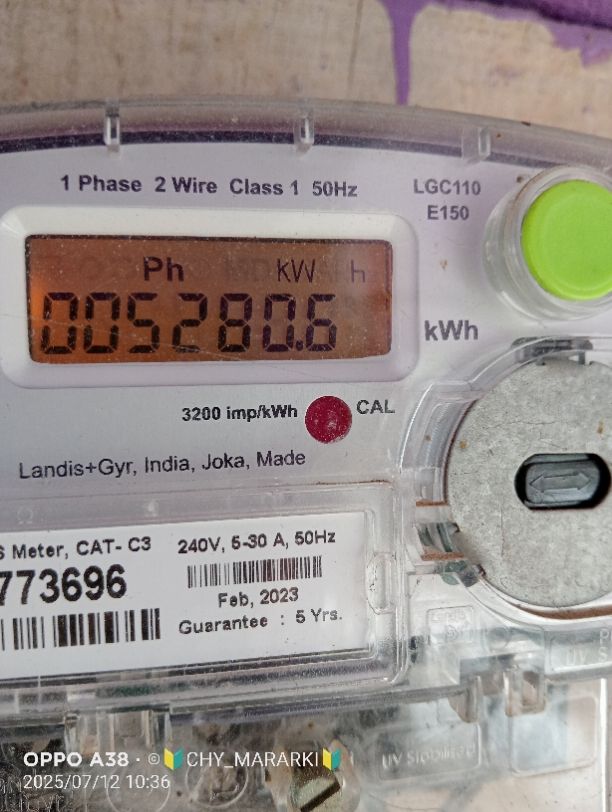 1 Phase 2 Wire Class 1 50Hz
LGC110
E150
Ph kW h
005280.6
kWh
3200 imp/kWh
CAL
Landis+Gyr, India, Joka, Made
S Meter, CAT- C3
773696
240V, 5-30 A, 50Hz
Feb, 2023
Guarantee : 5 Yrs.
UV Stabilised
OPPO A38 · ©🔰CHY_MARARKI🔰
2025/07/12 10:36